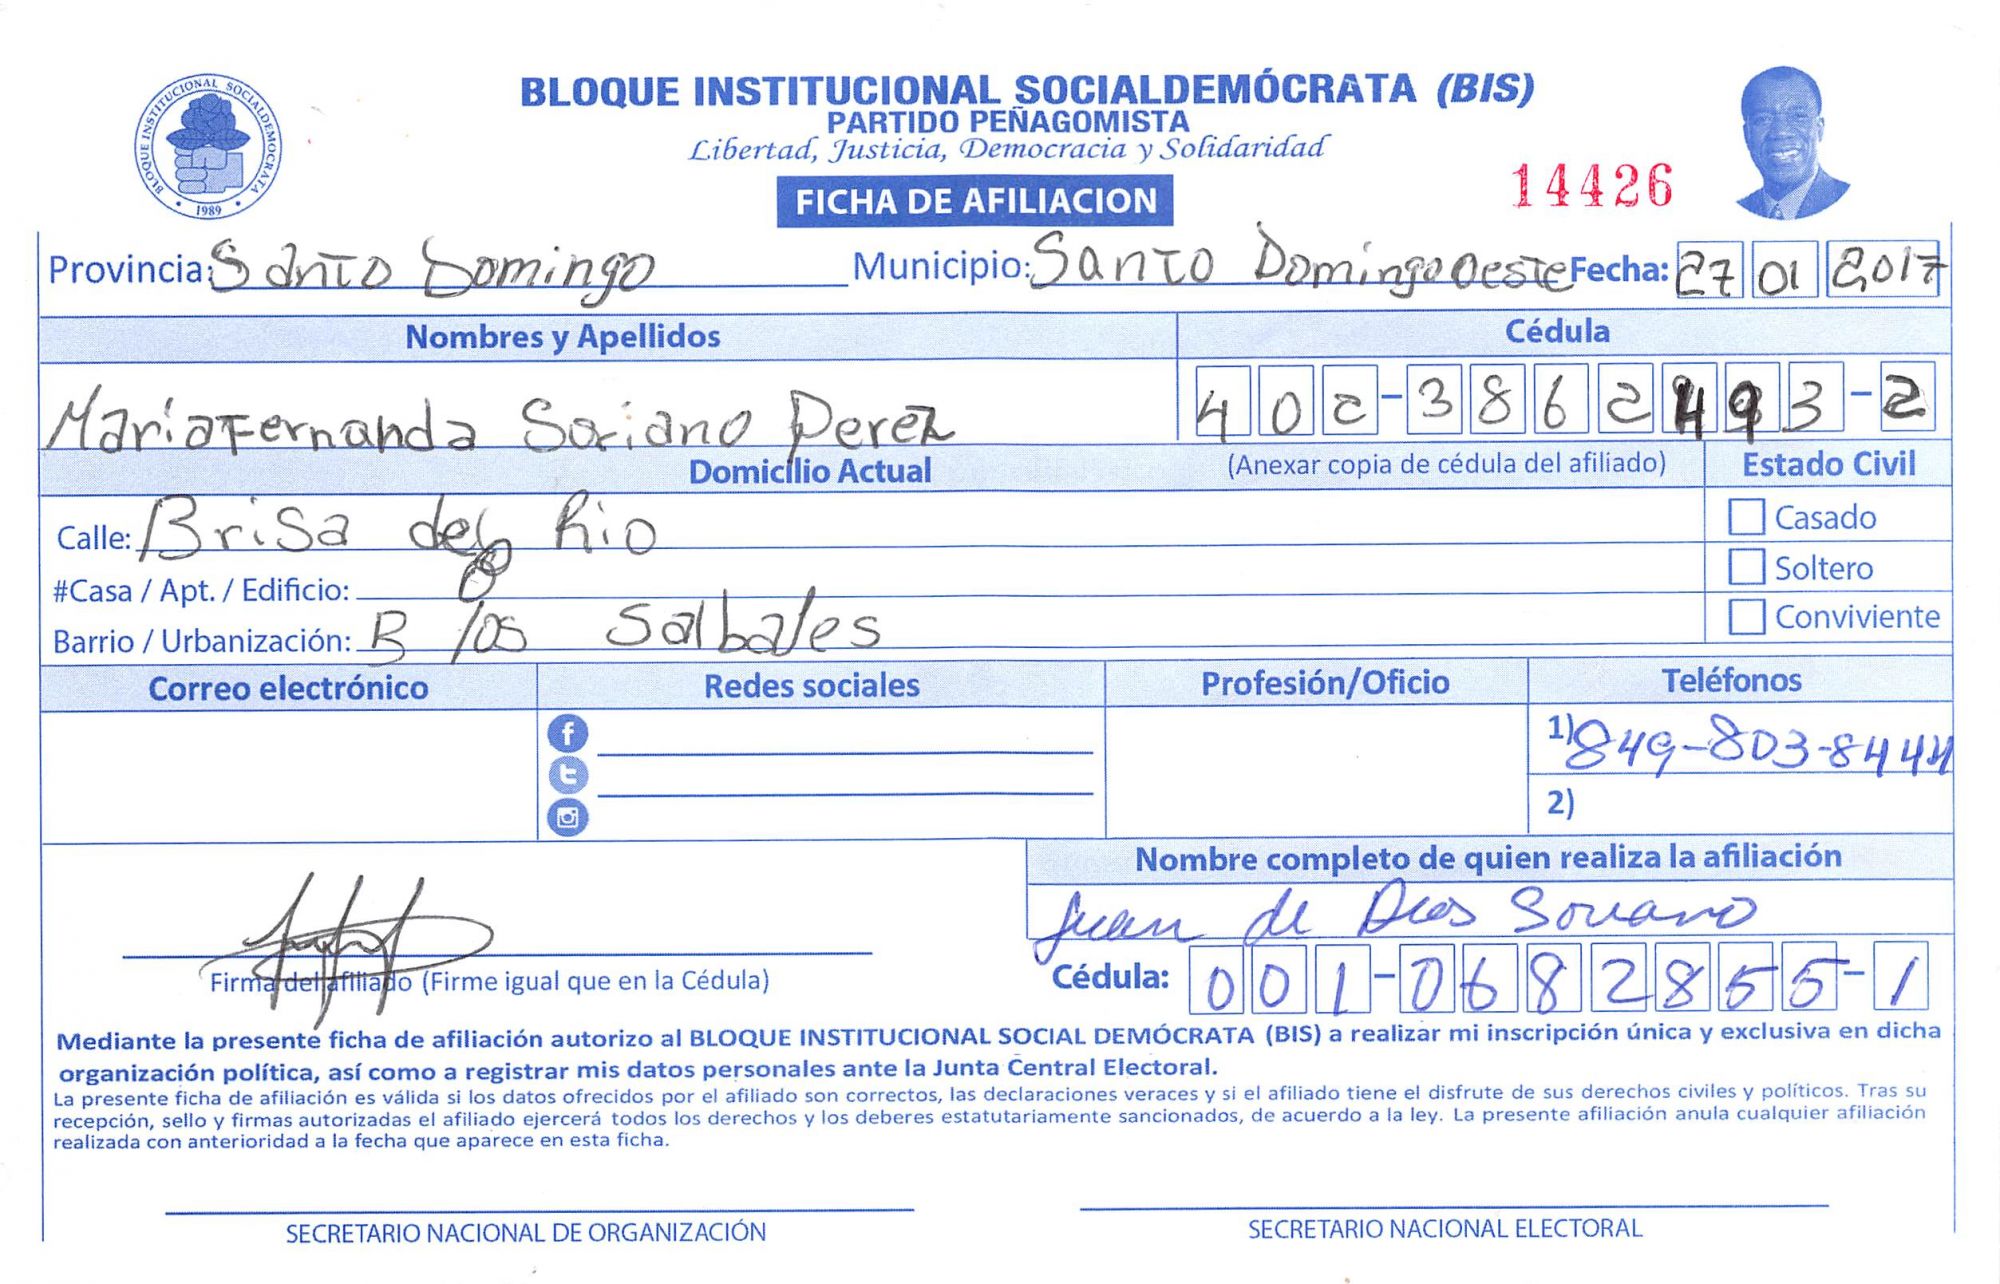 BLOQUE INSTITUCIONAL SOCIALDEMÓCRATA (BIS)
PARTIDO PEÑAGOMISTA
Libertad, Justicia, Democracia y Solidaridad
BLOQUE INSTITUCIONAL SOCIALDEMOCRATA
1989
14426
FICHA DE AFILIACION
Provincia: Santo Domingo Municipio: Santo Domingo Oeste Fecha: 27 01 2017
Nombres y Apellidos Cédula
Maria Fernanda Soriano Perez 402-3862493-2
Domicilio Actual (Anexar copia de cédula del afiliado) Estado Civil
Calle: Brisa del Rio Casado
#Casa / Apt. / Edificio: 8 Soltero
Barrio / Urbanización: B los Salbales Conviviente
Correo electrónico Redes sociales Profesión/Oficio Teléfonos
1) 849-803-8444
2)
Nombre completo de quien realiza la afiliación
Juan de Dios Soriano
Firma del afiliado (Firme igual que en la Cédula) Cédula: 001-0682855-1
Mediante la presente ficha de afiliación autorizo al BLOQUE INSTITUCIONAL SOCIAL DEMÓCRATA (BIS) a realizar mi inscripción única y exclusiva en dicha
organización política, así como a registrar mis datos personales ante la Junta Central Electoral.
La presente ficha de afiliación es válida si los datos ofrecidos por el afiliado son correctos, las declaraciones veraces y si el afiliado tiene el disfrute de sus derechos civiles y políticos. Tras su
recepción, sello y firmas autorizadas el afiliado ejercerá todos los derechos y los deberes estatutariamente sancionados, de acuerdo a la ley. La presente afiliación anula cualquier afiliación
realizada con anterioridad a la fecha que aparece en esta ficha.
SECRETARIO NACIONAL DE ORGANIZACIÓN SECRETARIO NACIONAL ELECTORAL